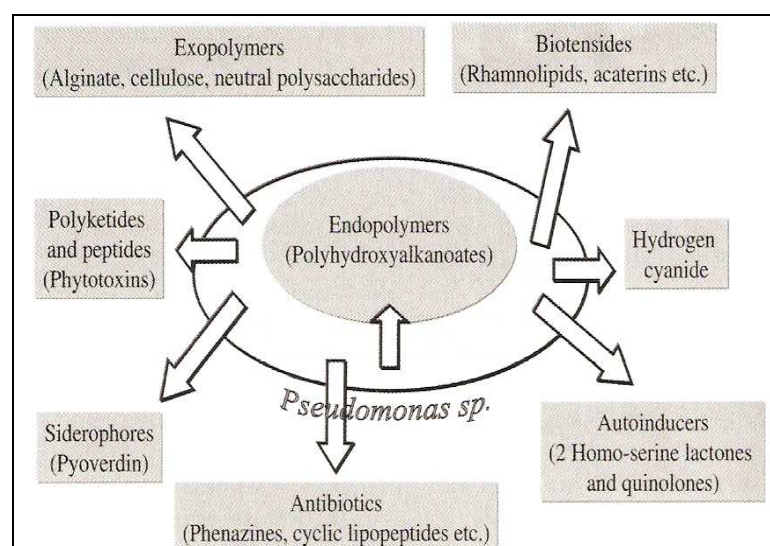 Exopolymers
(Alginate, cellulose, neutral polysaccharides)
Biotensides
(Rhamnolipids, acaterins etc.)
Polyketides
and peptides
(Phytotoxins)
Endopolymers
(Polyhydroxyalkanoates)
Hydrogen
cyanide
Pseudomonas sp.
Siderophores
(Pyoverdin)
Autoinducers
(2 Homo-serine lactones
and quinolones)
Antibiotics
(Phenazines, cyclic lipopeptides etc.)